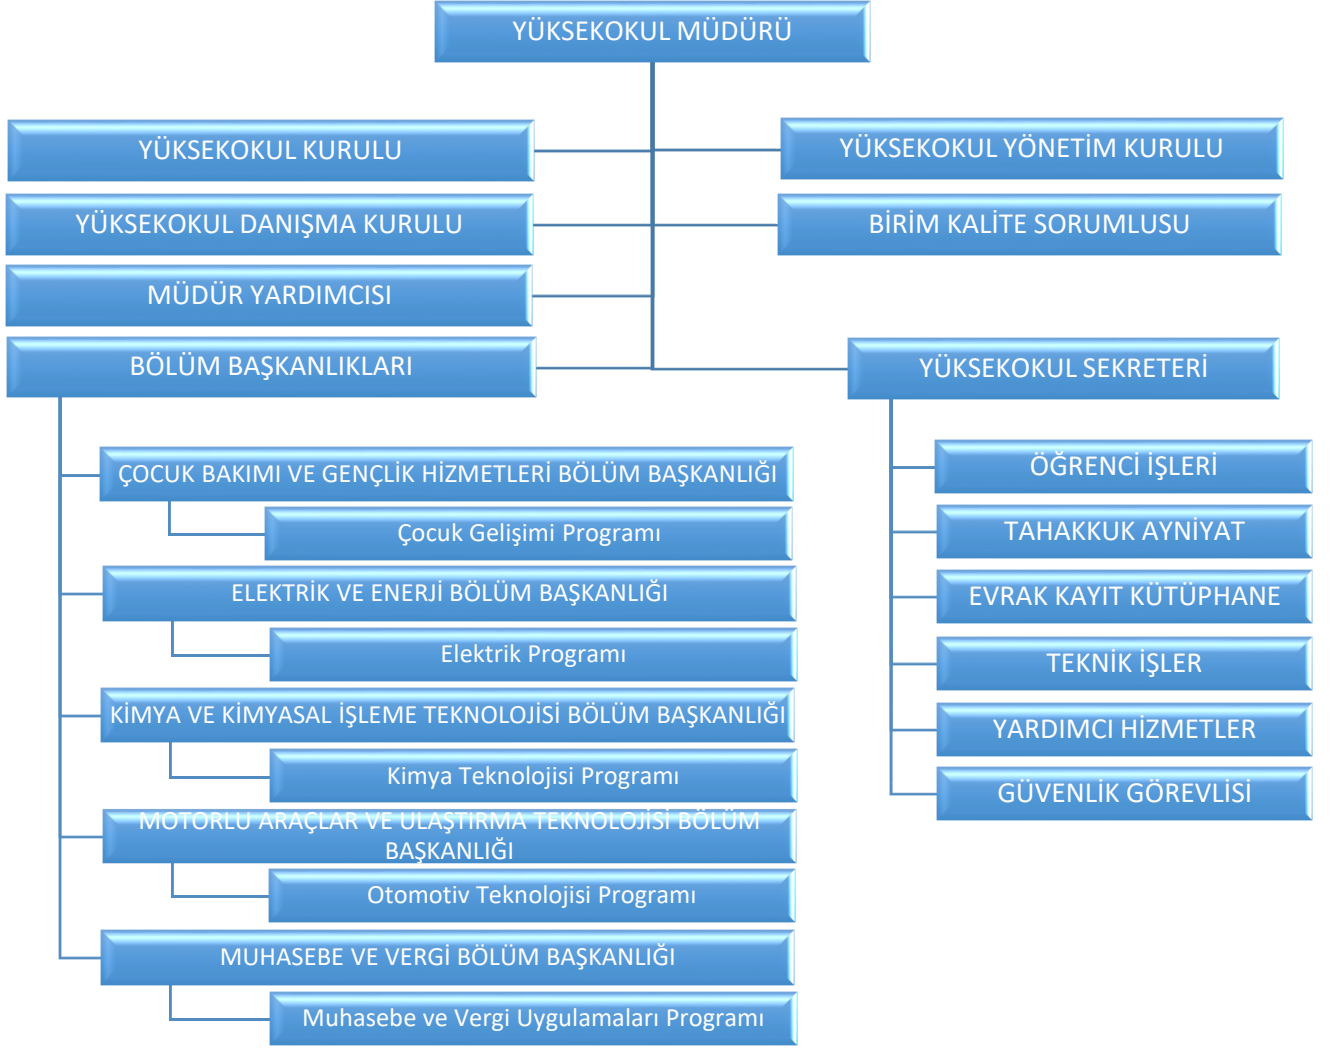 YÜKSEKOKUL MÜDÜRÜ
YÜKSEKOKUL KURULU
YÜKSEKOKUL YÖNETİM KURULU
YÜKSEKOKUL DANIŞMA KURULU
BİRİM KALİTE SORUMLUSU
MÜDÜR YARDIMCISI
BÖLÜM BAŞKANLIKLARI
ÇOCUK BAKIMI VE GENÇLİK HİZMETLERİ BÖLÜM BAŞKANLIĞI
Çocuk Gelişimi Programı
ELEKTRİK VE ENERJİ BÖLÜM BAŞKANLIĞI
Elektrik Programı
KİMYA VE KİMYASAL İŞLEME TEKNOLOJİSİ BÖLÜM BAŞKANLIĞI
Kimya Teknolojisi Programı
MOTORLU ARAÇLAR VE ULAŞTIRMA TEKNOLOJİSİ BÖLÜM
BAŞKANLIĞI
Otomotiv Teknolojisi Programı
MUHASEBE VE VERGİ BÖLÜM BAŞKANLIĞI
Muhasebe ve Vergi Uygulamaları Programı
YÜKSEKOKUL SEKRETERİ
ÖĞRENCİ İŞLERİ
TAHAKKUK AYNİYAT
EVRAK KAYIT KÜTÜPHANE
TEKNİK İŞLER
YARDIMCI HİZMETLER
GÜVENLİK GÖREVLİSİ